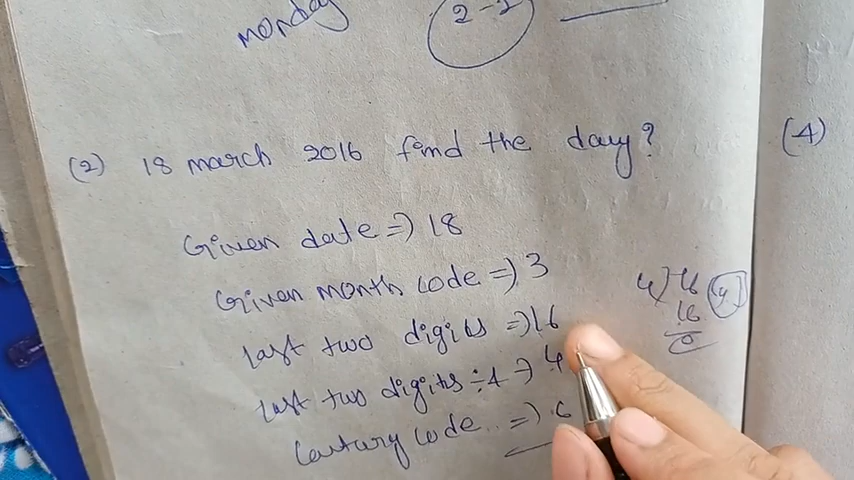 monday
2-2
(2) 18 march 2016 find the day?
(4)
Given date => 18
Given month code => 3
last two digits => 16
last two digits ÷4 => 4
Century code.. => 6
4) 16 (4
16
0